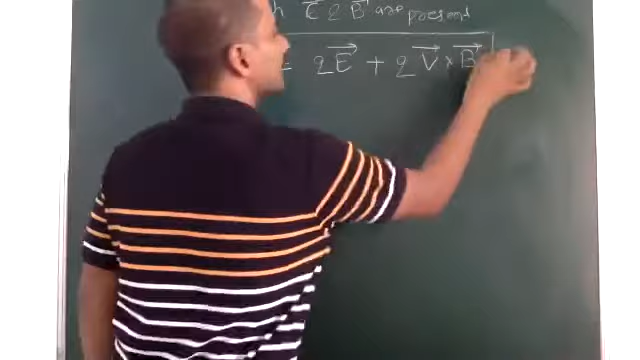 E⃗ & B⃗ are present
= qE⃗ + qV⃗ × B⃗